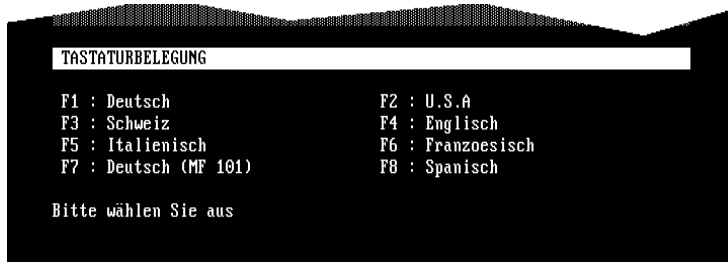 TASTATURBELEGUNG
F1 : Deutsch F2 : U.S.A
F3 : Schweiz F4 : Englisch
F5 : Italienisch F6 : Franzoesisch
F7 : Deutsch (MF 101) F8 : Spanisch
Bitte wählen Sie aus